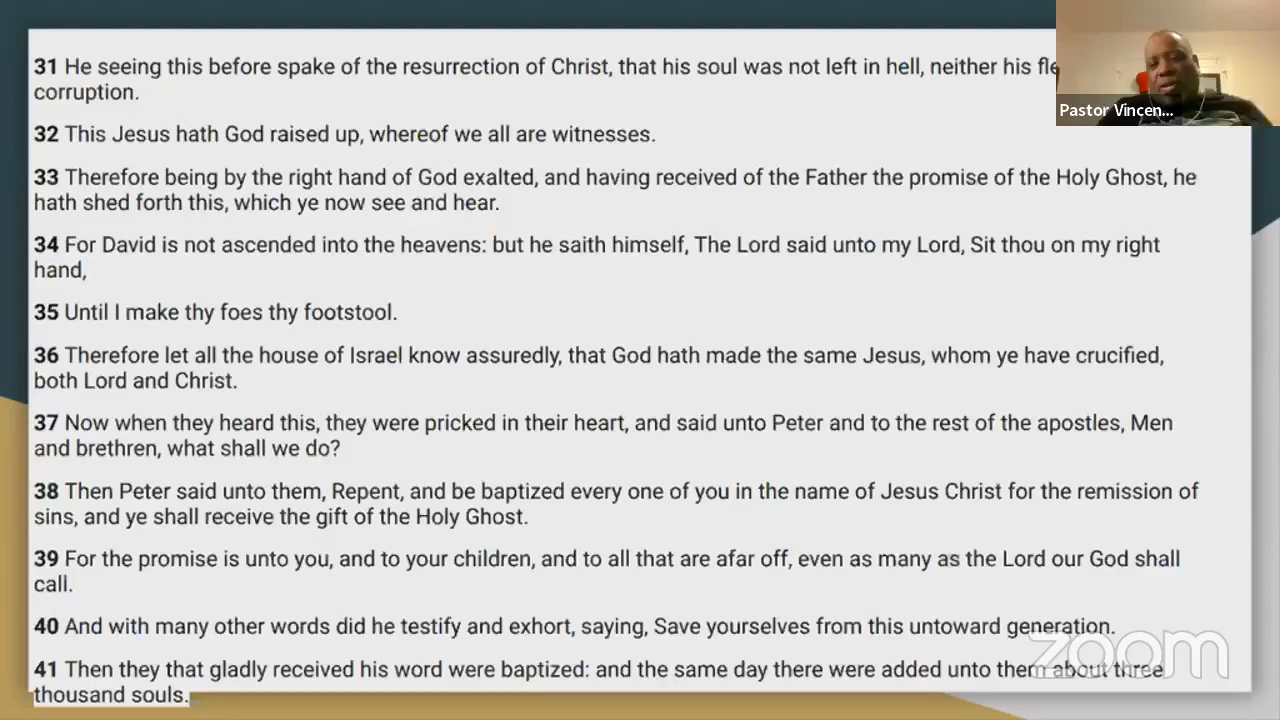 31 He seeing this before spake of the resurrection of Christ, that his soul was not left in hell, neither his
corruption.
32 This Jesus hath God raised up, whereof we all are witnesses.
33 Therefore being by the right hand of God exalted, and having received of the Father the promise of the Holy Ghost, he
hath shed forth this, which ye now see and hear.
34 For David is not ascended into the heavens: but he saith himself, The Lord said unto my Lord, Sit thou on my right
hand,
35 Until I make thy foes thy footstool.
36 Therefore let all the house of Israel know assuredly, that God hath made the same Jesus, whom ye have crucified,
both Lord and Christ.
37 Now when they heard this, they were pricked in their heart, and said unto Peter and to the rest of the apostles, Men
and brethren, what shall we do?
38 Then Peter said unto them, Repent, and be baptized every one of you in the name of Jesus Christ for the remission of
sins, and ye shall receive the gift of the Holy Ghost.
39 For the promise is unto you, and to your children, and to all that are afar off, even as many as the Lord our God shall
call.
40 And with many other words did he testify and exhort, saying, Save yourselves from this untoward generation.
41 Then they that gladly received his word were baptized: and the same day there were added unto them about three
thousand souls.
Pastor Vincen...
zoom